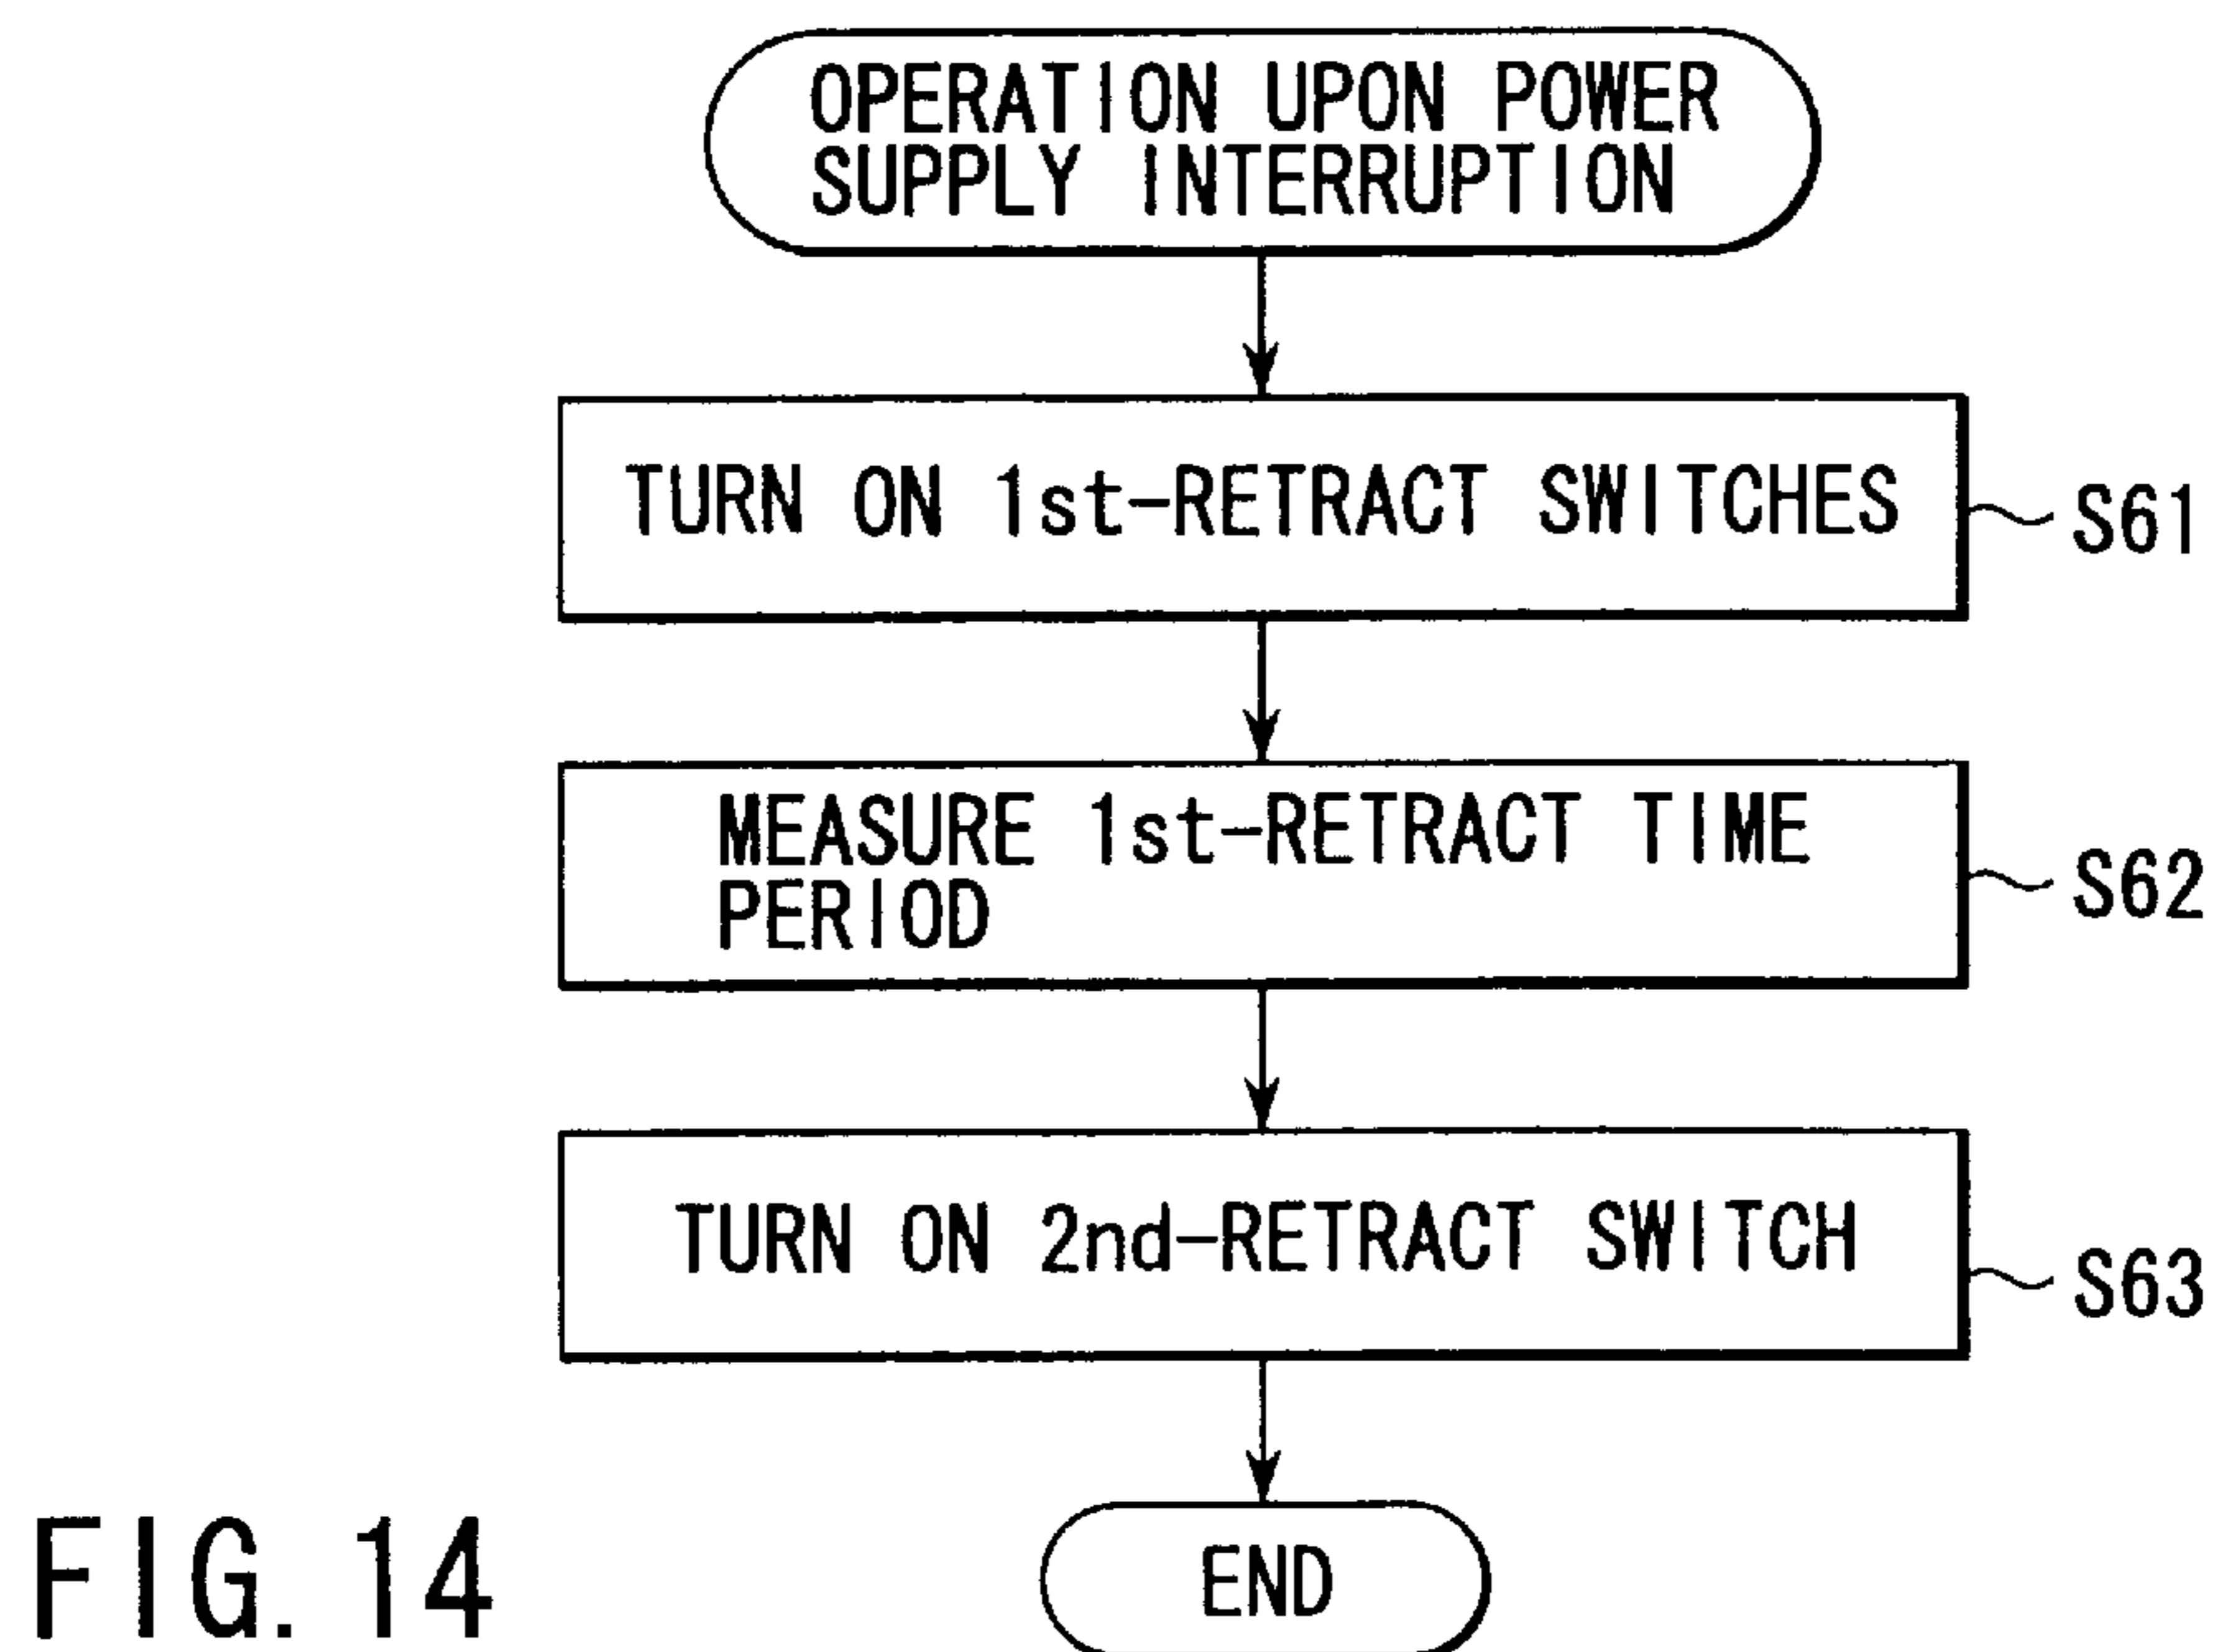 OPERATION UPON POWER
SUPPLY INTERRUPTION
TURN ON 1st-RETRACT SWITCHES
S61
MEASURE 1st-RETRACT TIME
PERIOD
S62
TURN ON 2nd-RETRACT SWITCH
S63
END
FIG. 14